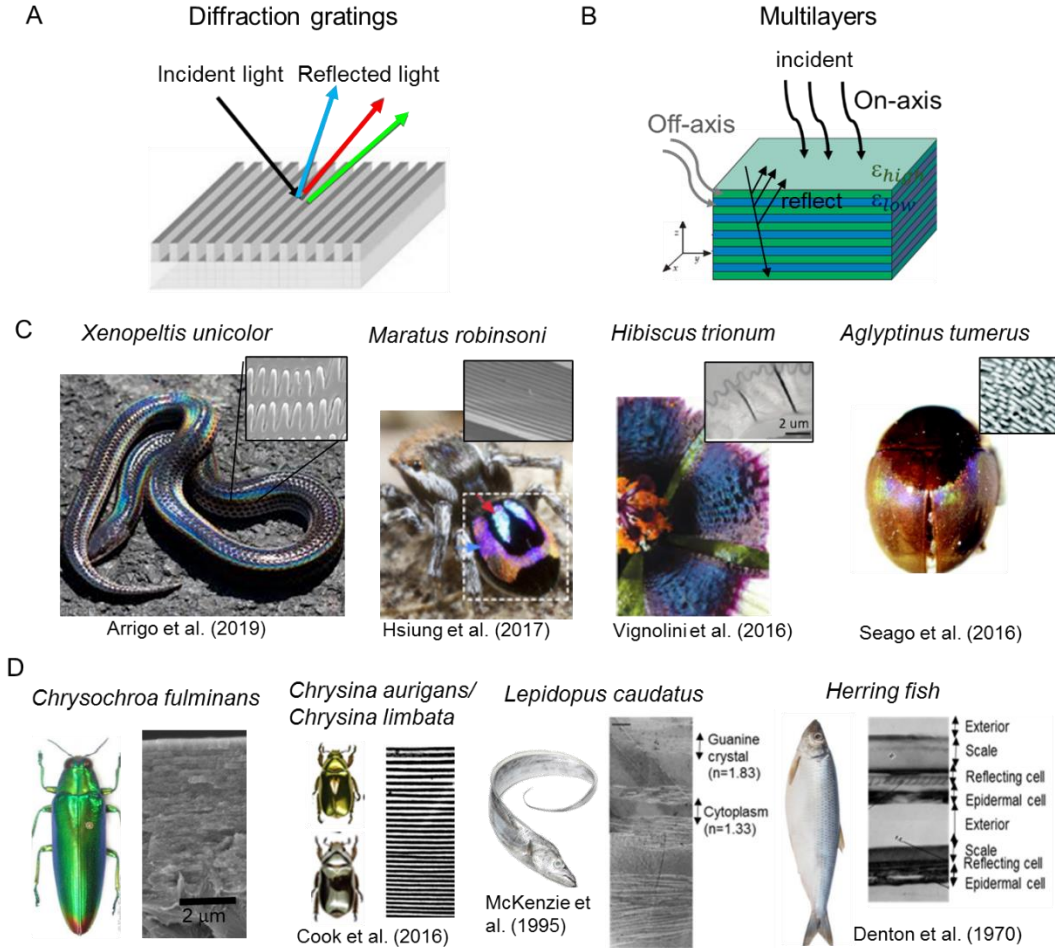 A
Diffraction gratings
Incident light
Reflected light
B
Multilayers
incident
On-axis
Off-axis
εhigh
εlow
reflect
z
y
x
C
Xenopeltis unicolor
Maratus robinsoni
Hibiscus trionum
Aglyptinus tumerus
2 um
Arrigo et al. (2019)
Hsiung et al. (2017)
Vignolini et al. (2016)
Seago et al. (2016)
D
Chrysochroa fulminans
2 μm
Chrysina aurigans/
Chrysina limbata
Cook et al. (2016)
Lepidopus caudatus
Guanine
crystal
(n=1.83)
Cytoplasm
(n=1.33)
McKenzie et
al. (1995)
Herring fish
Exterior
Scale
Reflecting cell
Epidermal cell
Exterior
Scale
Reflecting cell
Epidermal cell
Denton et al. (1970)